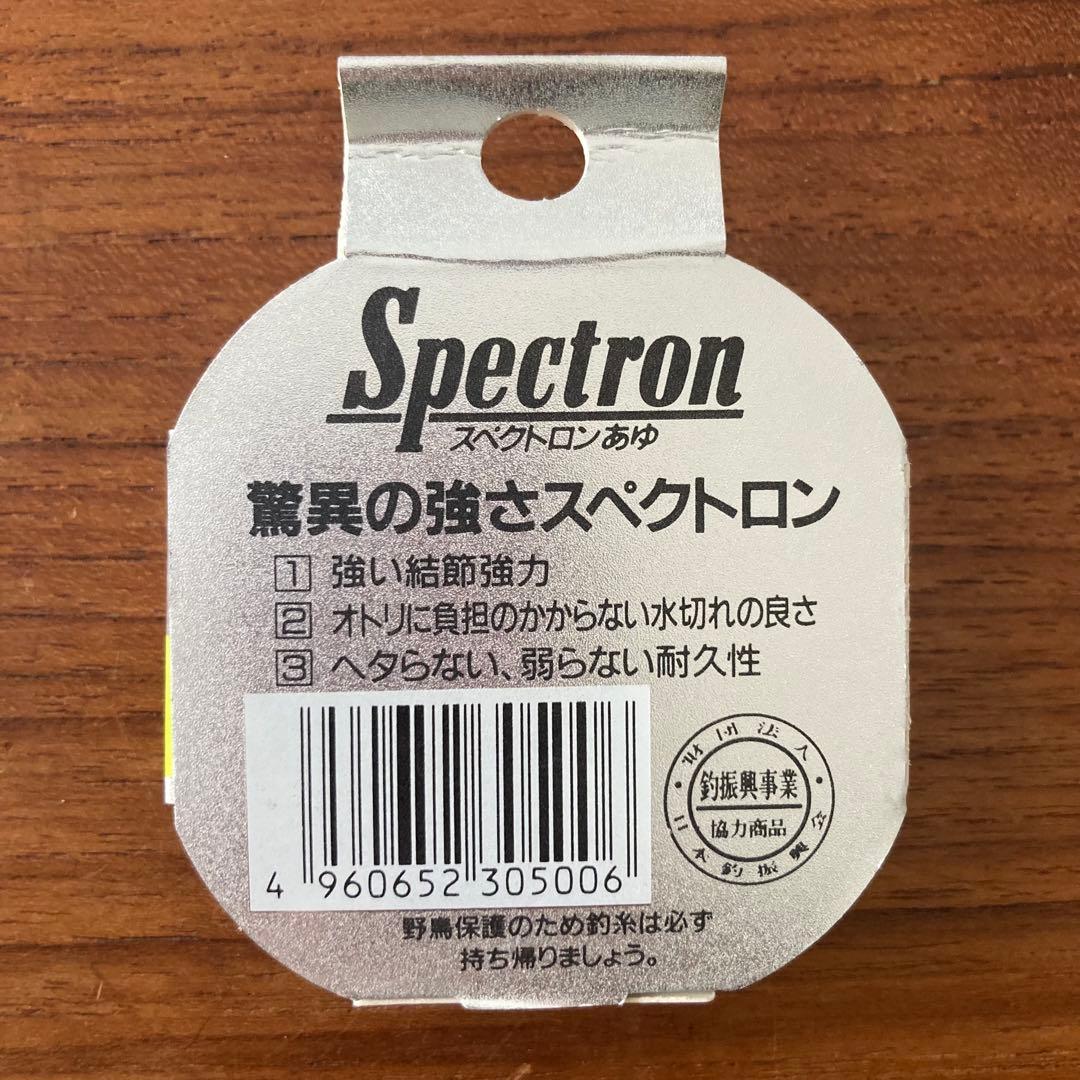 Spectron
スペクトロンあゆ
驚異の強さスペクトロン
1 強い結節強力
2 オトリに負担のかからない水切れの良さ
3 ヘタらない、弱らない耐久性
4 960652 305006
財団法人
釣振興事業
協力商品
日本釣振興会
野鳥保護のため釣糸は必ず
持ち帰りましょう。